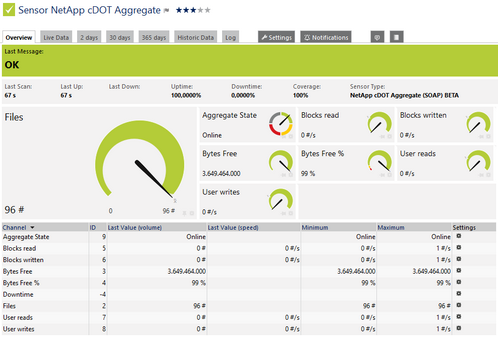 Sensor NetApp cDOT Aggregate
Overview Live Data 2 days 30 days 365 days Historic Data Log Settings Notifications
Last Message:
OK
Last Scan: Last Up: Last Down: Uptime: Downtime: Coverage: Sensor Type:
67 s 67 s 100,0000% 0,0000% 100% NetApp cDOT Aggregate (SOAP) BETA
Files
96 #
0 96 #
Aggregate State
Online
Blocks read
0 #/s
Blocks written
0 #/s
Bytes Free
3.649.464.000
Bytes Free %
99 %
User reads
0 #/s
User writes
0 #/s
Channel ID Last Value (volume) Last Value (speed) Minimum Maximum Settings
Aggregate State 9 Online Online Online
Blocks read 5 0 # 0 #/s 0 #/s 1 #/s
Blocks written 6 0 # 0 #/s 0 #/s 1 #/s
Bytes Free 3 3.649.464.000 3.649.464.000 3.649.464.000
Bytes Free % 4 99 % 99 % 99 %
Downtime -4
Files 2 96 # 96 # 96 #
User reads 7 0 # 0 #/s 0 #/s 1 #/s
User writes 8 0 # 0 #/s 0 #/s 1 #/s